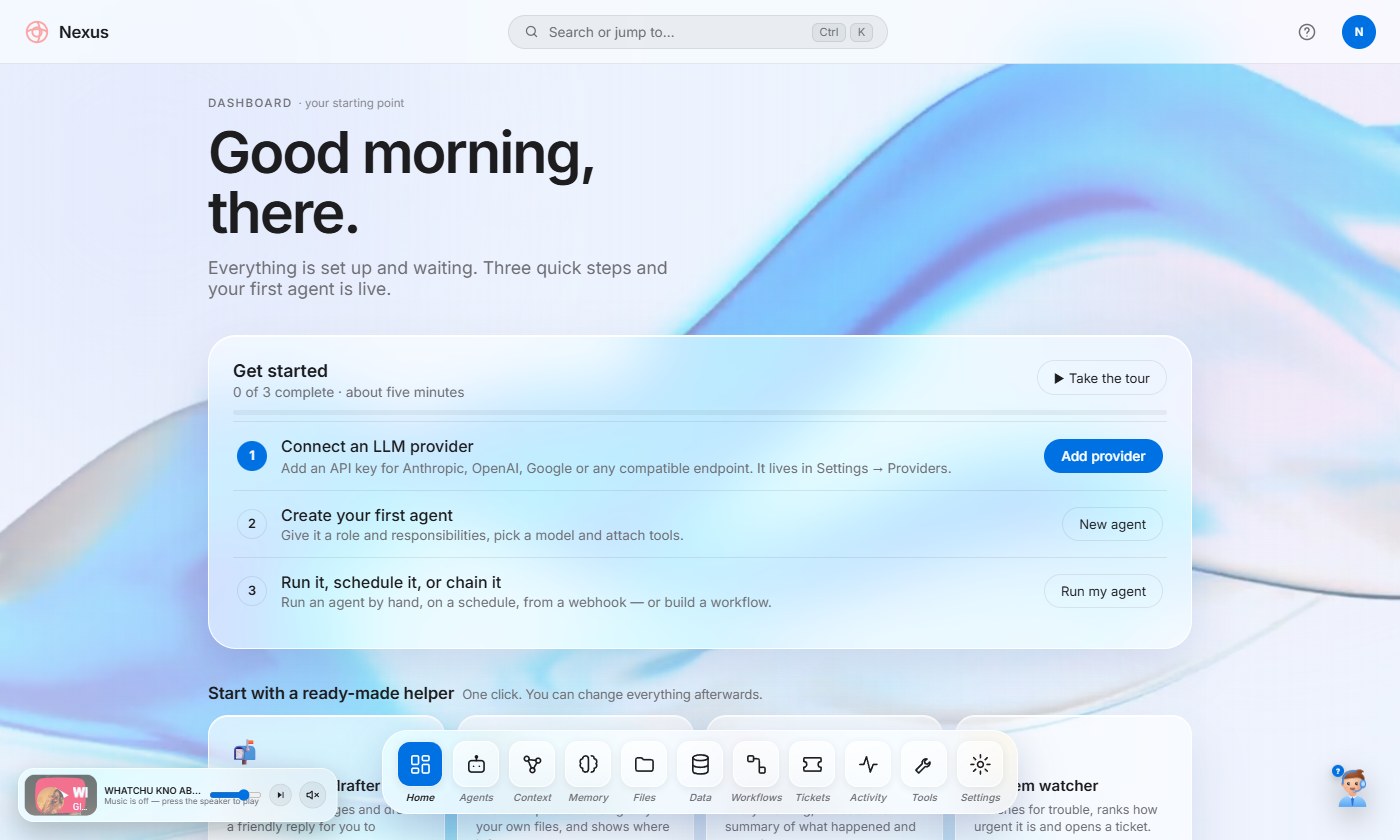 Nexus
Search or jump to...
Ctrl K
?
N
DASHBOARD · your starting point
Good morning,
there.
Everything is set up and waiting. Three quick steps and
your first agent is live.
Get started
0 of 3 complete · about five minutes
▶ Take the tour
1
Connect an LLM provider
Add an API key for Anthropic, OpenAI, Google or any compatible endpoint. It lives in Settings → Providers.
Add provider
2
Create your first agent
Give it a role and responsibilities, pick a model and attach tools.
New agent
3
Run it, schedule it, or chain it
Run an agent by hand, on a schedule, from a webhook — or build a workflow.
Run my agent
Start with a ready-made helper One click. You can change everything afterwards.
a friendly reply for you to
your own files, and shows where
summary of what happened and
urgent it is and opens a ticket.
WHATCHU KNO AB...
Music is off — press the speaker to play
Home
Agents
Context
Memory
Files
Data
Workflows
Tickets
Activity
Tools
Settings